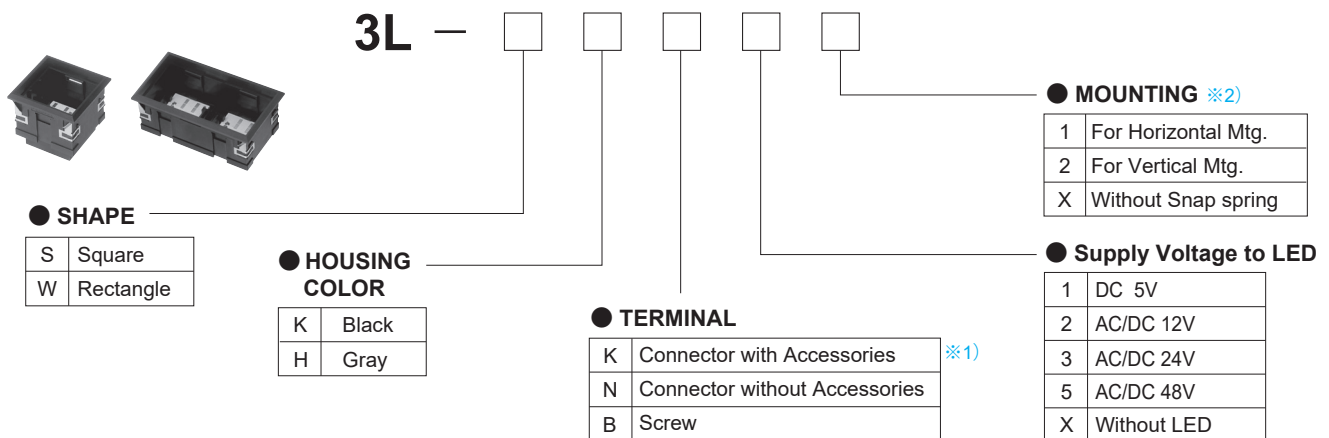 3L —
● MOUNTING ※2)
1 For Horizontal Mtg.
2 For Vertical Mtg.
X Without Snap spring
● SHAPE
S Square
W Rectangle
● HOUSING
COLOR
K Black
H Gray
● TERMINAL
K Connector with Accessories ※1)
N Connector without Accessories
B Screw
● Supply Voltage to LED
1 DC 5V
2 AC/DC 12V
3 AC/DC 24V
5 AC/DC 48V
X Without LED